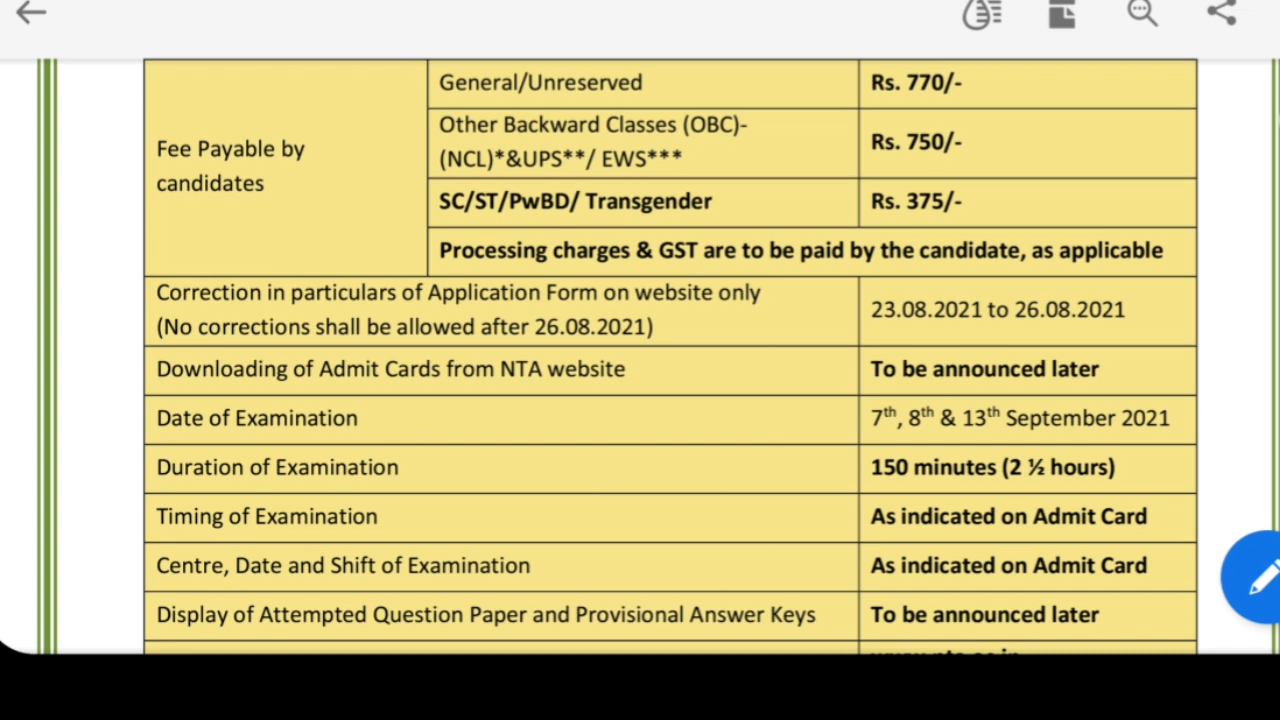 General/Unreserved
Rs. 770/-
Fee Payable by
candidates
Other Backward Classes (OBC)-
(NCL)*&UPS**/ EWS***
Rs. 750/-
SC/ST/PwBD/ Transgender
Rs. 375/-
Processing charges & GST are to be paid by the candidate, as applicable
Correction in particulars of Application Form on website only
(No corrections shall be allowed after 26.08.2021)
23.08.2021 to 26.08.2021
Downloading of Admit Cards from NTA website
To be announced later
Date of Examination
7th, 8th & 13th September 2021
Duration of Examination
150 minutes (2 ½ hours)
Timing of Examination
As indicated on Admit Card
Centre, Date and Shift of Examination
As indicated on Admit Card
Display of Attempted Question Paper and Provisional Answer Keys
To be announced later